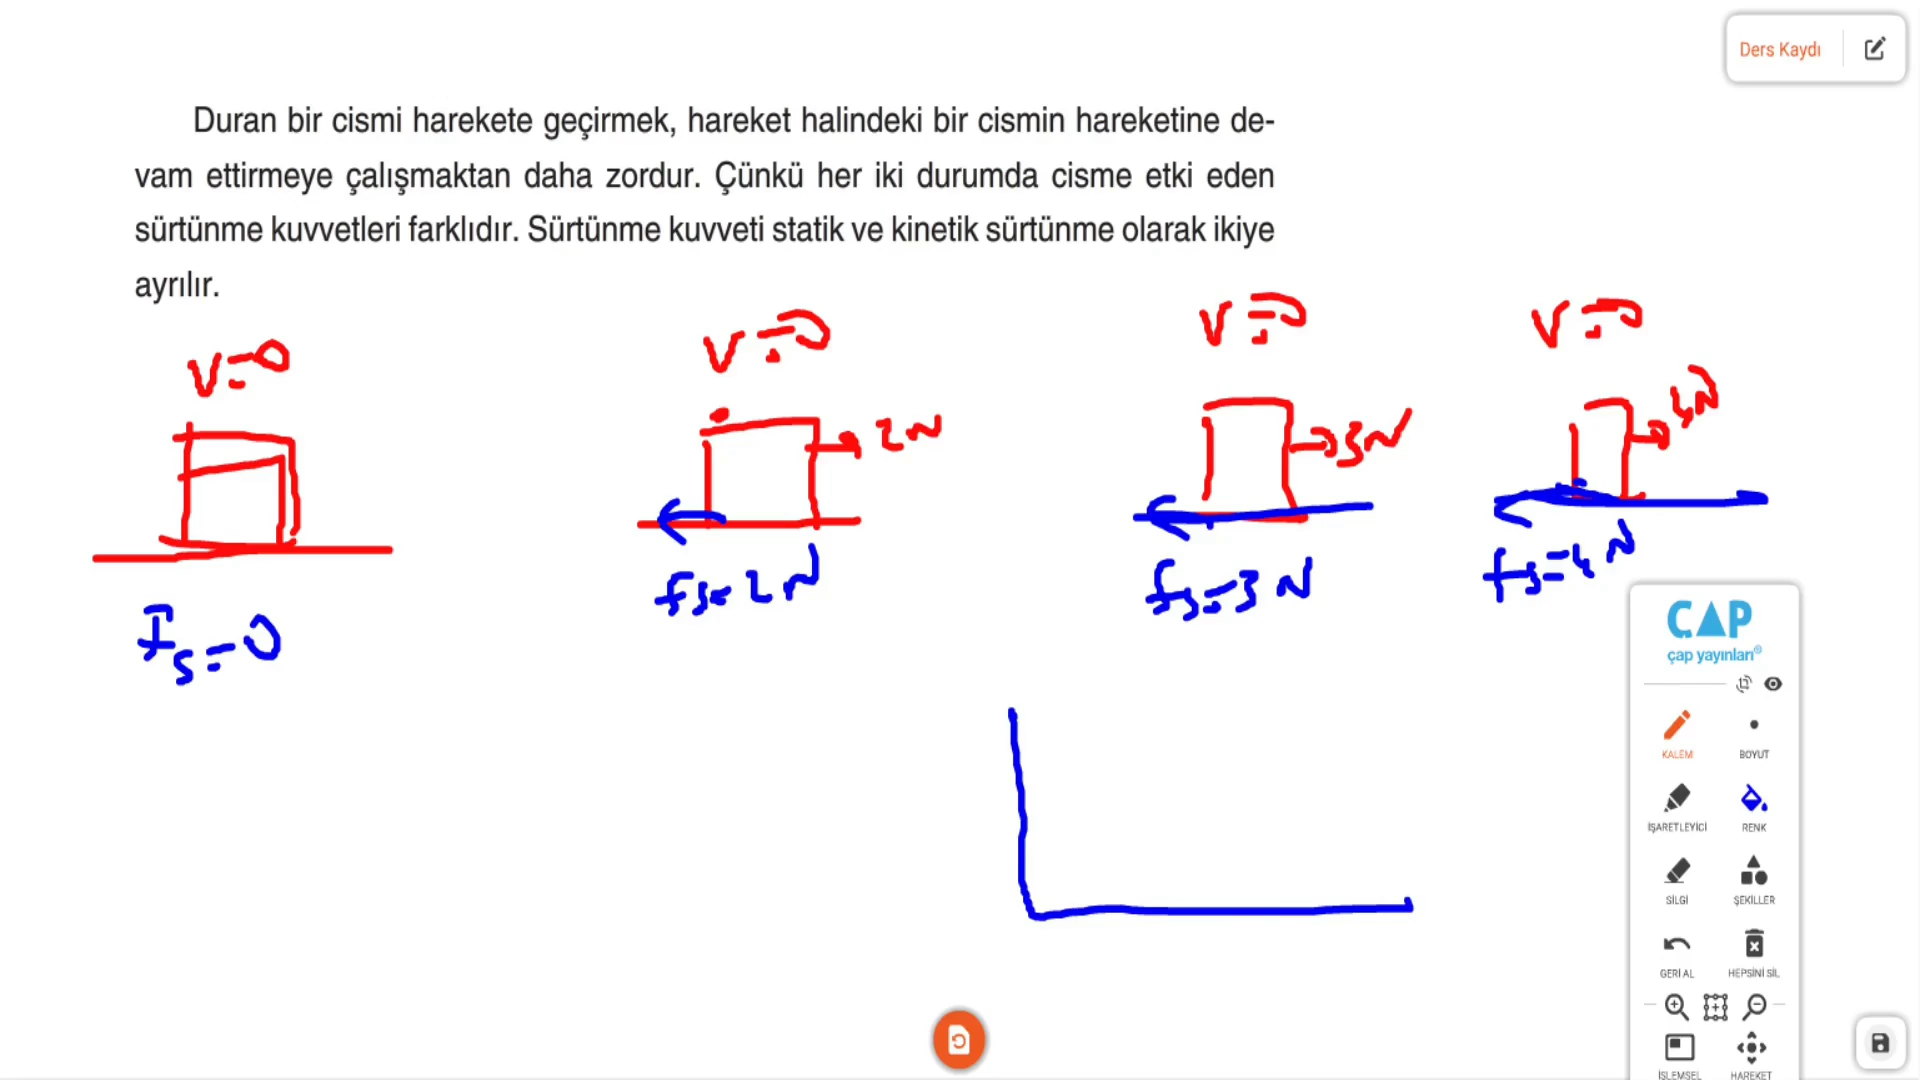 Ders Kaydı
Duran bir cismi harekete geçirmek, hareket halindeki bir cismin hareketine de-
vam ettirmeye çalışmaktan daha zordur. Çünkü her iki durumda cisme etki eden
sürtünme kuvvetleri farklıdır. Sürtünme kuvveti statik ve kinetik sürtünme olarak ikiye
ayrılır.
V=0
V=0
V=0
V=0
2N
3N
4N
fs=0
fs=2N
fs=3N
fs=4N
ÇAP
çap yayınları®
KALEM
BOYUT
İŞARETLEYİCİ
RENK
SİLGİ
ŞEKİLLER
GERİ AL
HEPSİNİ SİL
İŞLEMSEL
HAREKET